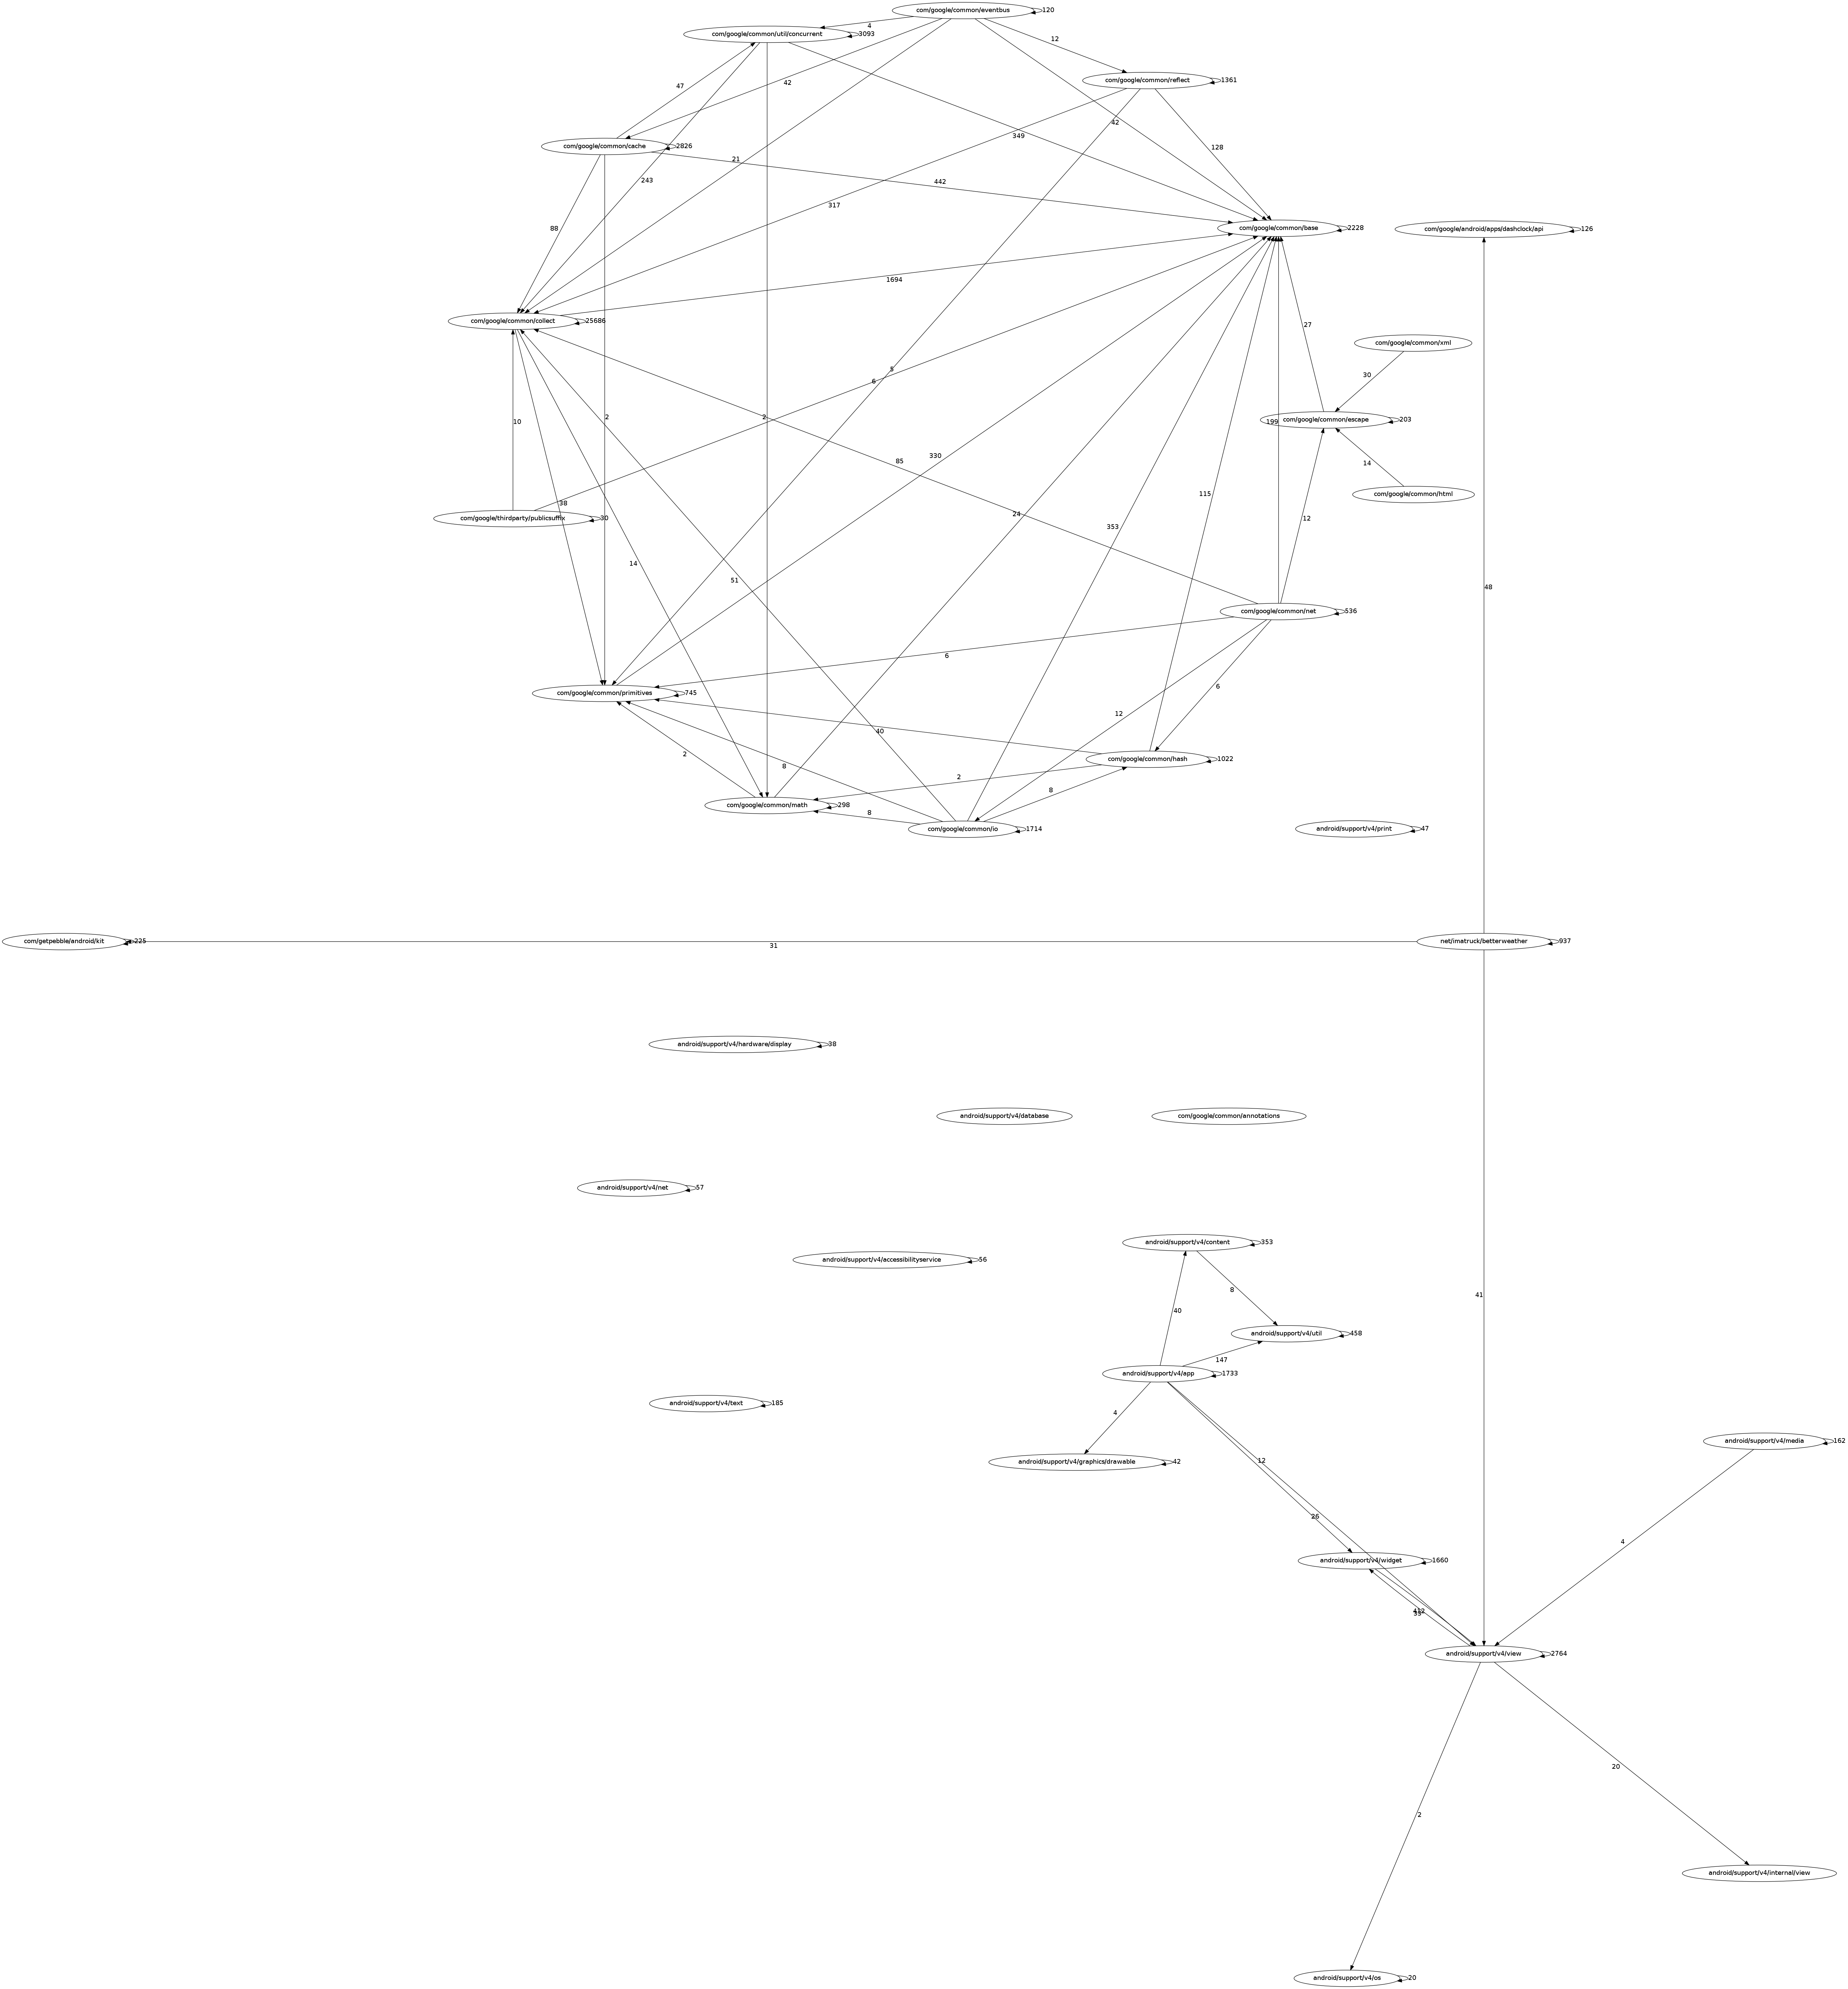 com/google/common/eventbus
120
4
com/google/common/util/concurrent
3093
12
com/google/common/reflect
1361
47
42
42
349
128
com/google/common/cache
2826
21
243
442
317
88
com/google/common/base
2228
com/google/android/apps/dashclock/api
126
1694
com/google/common/collect
25686
27
com/google/common/xml
30
5
6
10
2
2
com/google/common/escape
203
199
330
85
14
com/google/common/html
115
38
24
com/google/thirdparty/publicsuffix
30
12
353
14
51
48
com/google/common/net
536
6
6
com/google/common/primitives
745
12
40
2
8
com/google/common/hash
1022
2
8
com/google/common/math
298
8
com/google/common/io
1714
android/support/v4/print
47
com/getpebble/android/kit
225
31
net/imatruck/betterweather
937
android/support/v4/hardware/display
38
android/support/v4/database
com/google/common/annotations
android/support/v4/net
57
android/support/v4/content
353
android/support/v4/accessibilityservice
56
8
41
40
android/support/v4/util
458
147
android/support/v4/app
1733
android/support/v4/text
185
4
android/support/v4/media
162
android/support/v4/graphics/drawable
42
12
26
4
android/support/v4/widget
1660
android/support/v4/view
2764
20
2
android/support/v4/internal/view
android/support/v4/os
20